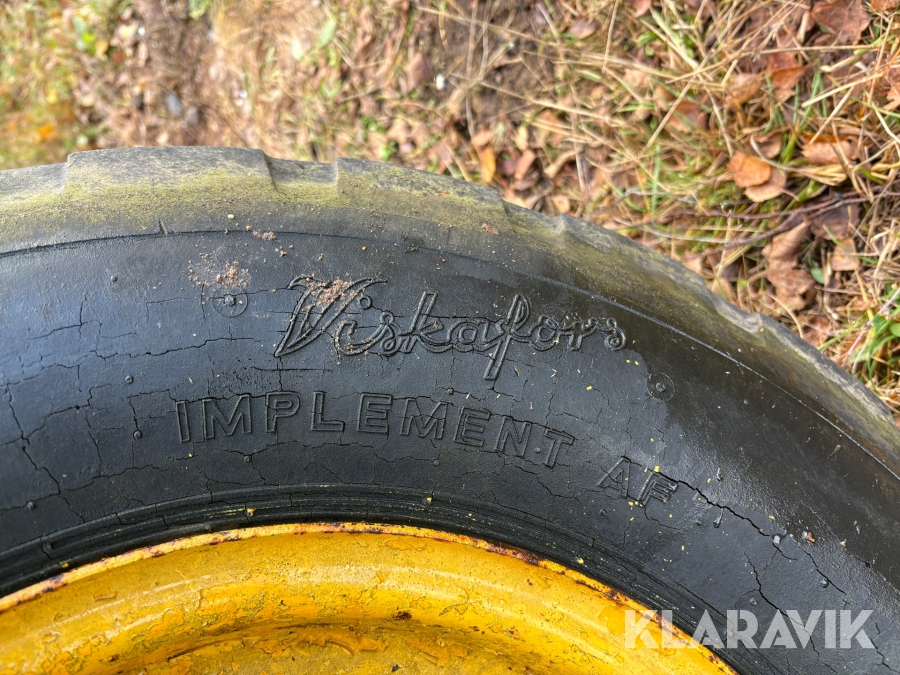 Viskafors
IMPLEMENT AF
KLARAVIK